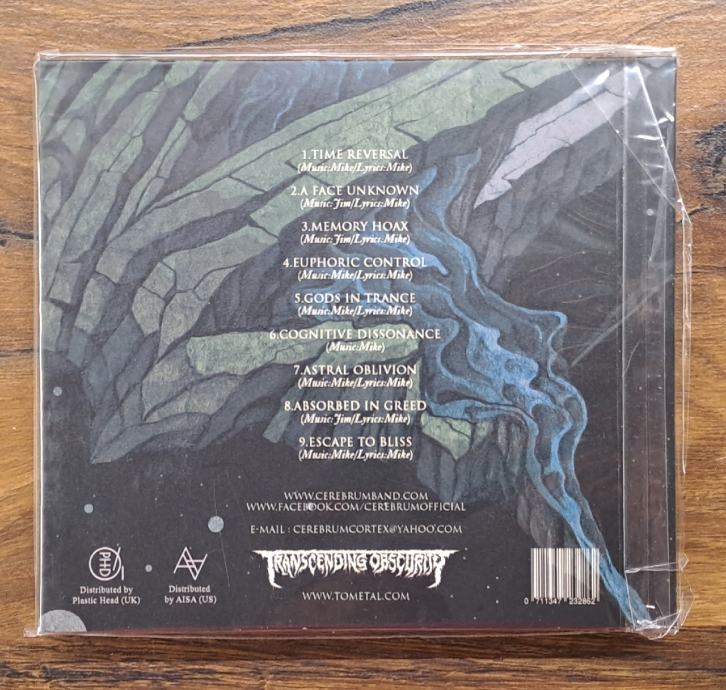 1.TIME REVERSAL
(Music:Mike/Lyrics:Mike)
2.A FACE UNKNOWN
(Music:Jim/Lyrics:Mike)
3.MEMORY HOAX
(Music:Jim/Lyrics:Mike)
4.EUPHORIC CONTROL
(Music:Mike/Lyrics:Mike)
5.GODS IN TRANCE
(Music:Mike/Lyrics:Mike)
6.COGNITIVE DISSONANCE
(Music:Mike)
7.ASTRAL OBLIVION
(Music:Mike/Lyrics:Mike)
8.ABSORBED IN GREED
(Music:Jim/Lyrics:Mike)
9.ESCAPE TO BLISS
(Music:Mike/Lyrics:Mike)
WWW.CEREBRUMBAND.COM
WWW.FACEBOOK.COM/CEREBRUMOFFICIAL
E-MAIL : CEREBRUMCORTEX@YAHOO.COM
TRANSCENDING OBSCURITY
WWW.TOMETAL.COM
PHD
Distributed by
Plastic Head (UK)
Distributed
by AISA (US)
0 711347 232862